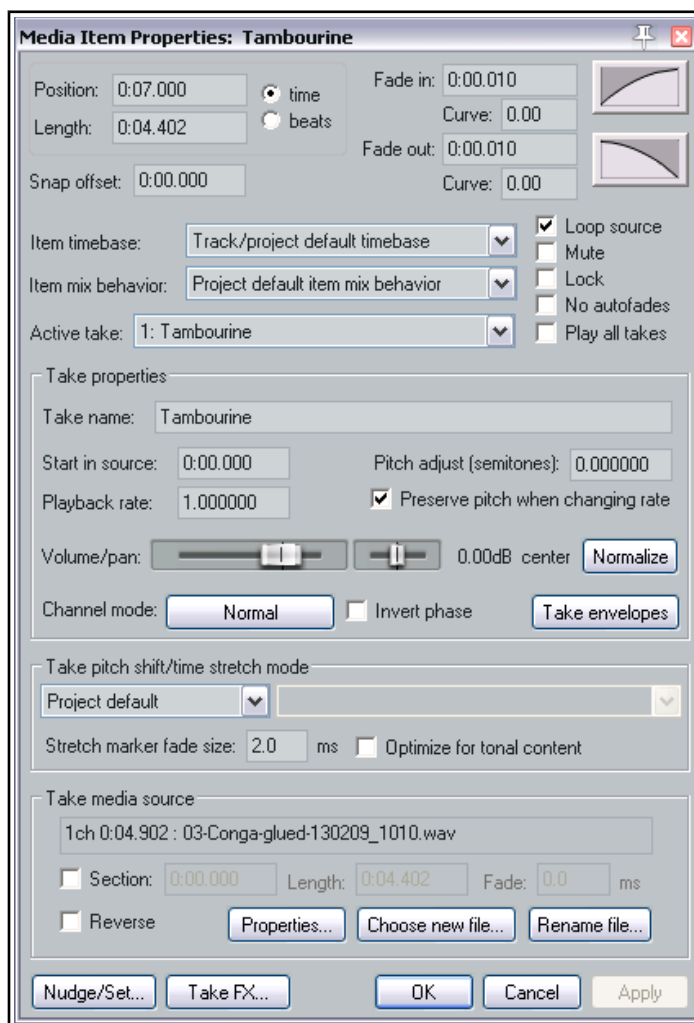 Media Item Properties: Tambourine
Position: 0:07.000
time
Length: 0:04.402
beats
Fade in: 0:00.010
Curve: 0.00
Fade out: 0:00.010
Curve: 0.00
Snap offset: 0:00.000
Item timebase: Track/project default timebase
Item mix behavior: Project default item mix behavior
Active take: 1: Tambourine
Loop source
Mute
Lock
No autofades
Play all takes
Take properties
Take name: Tambourine
Start in source: 0:00.000
Pitch adjust (semitones): 0.000000
Playback rate: 1.000000
Preserve pitch when changing rate
Volume/pan: 0.00dB center Normalize
Channel mode: Normal Invert phase Take envelopes
Take pitch shift/time stretch mode
Project default
Stretch marker fade size: 2.0 ms Optimize for tonal content
Take media source
1ch 0:04.902 : 03-Conga-glued-130209_1010.wav
Section: 0:00.000 Length: 0:04.402 Fade: 0.0 ms
Reverse Properties... Choose new file... Rename file...
Nudge/Set... Take FX... OK Cancel Apply